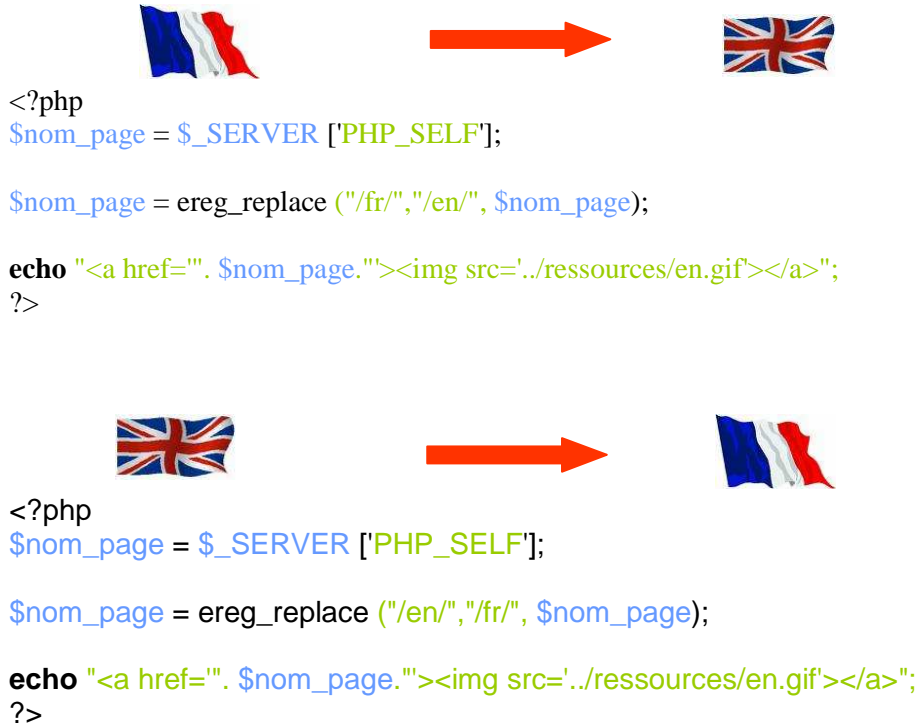 <?php
$nom_page = $_SERVER ['PHP_SELF'];
$nom_page = ereg_replace ("/fr/","/en/", $nom_page);
echo "<a href='". $nom_page."'><img src='../ressources/en.gif'></a>";
?>
<?php
$nom_page = $_SERVER ['PHP_SELF'];
$nom_page = ereg_replace ("/en/","/fr/", $nom_page);
echo "<a href='". $nom_page."'><img src='../ressources/en.gif'></a>";
?>